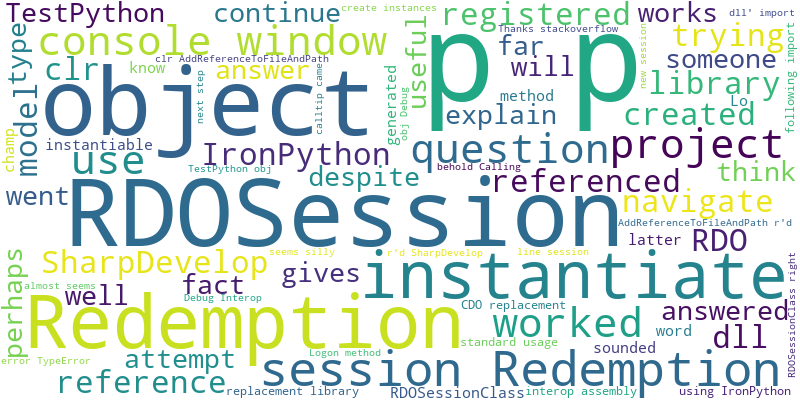 TestPython continue create instances registered works dll' import
console window Thanks stackoverflow far trying
type clr know clr AddReferenceToFileAndPath answer useful will someone new session following import
model object next step calltip came generated obj Debug p p method explain library created Lo
champ instantiable IronPython question project
use TestPython obj despite behold Calling referenced think
went RDOSession navigate
perhaps SharpDevelop seems silly r'd SharpDevelop line session AddReferenceToFileAndPath r'd latter RDO
almost seems well fact gives instantiate RDOSessionClass right
Debug Interop CDO replacement answered
Redemption Logon method worked word dll
error TypeError attempt standard usage sounded
reference session Redemption
replacement library RDOSessionClass interop assembly using IronPython